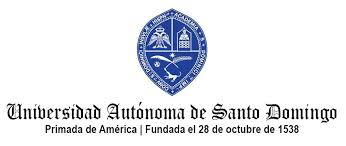 Universidad Autónoma de Santo Domingo
Primada de América | Fundada el 28 de octubre de 1538